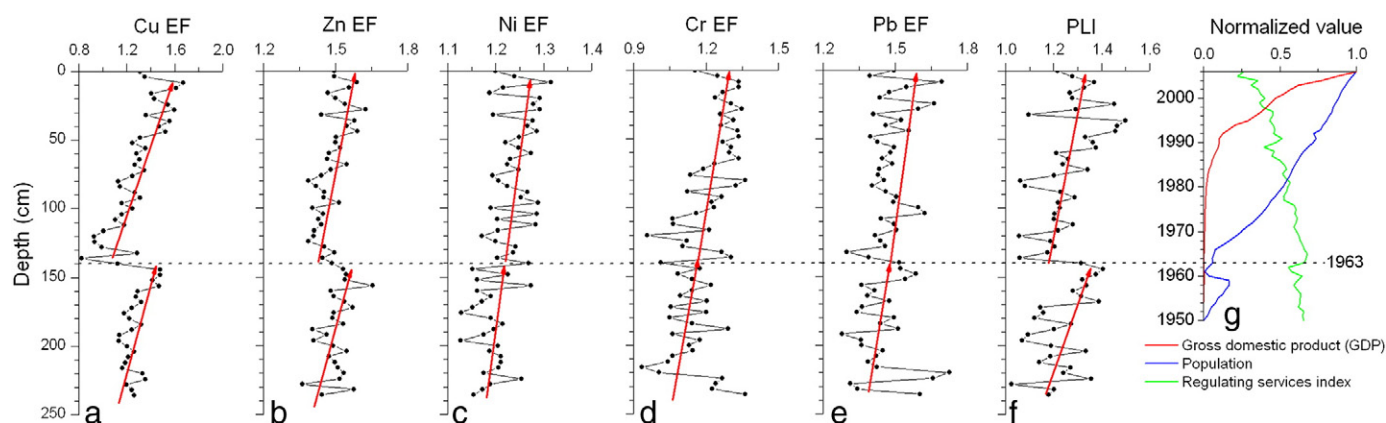 Cu EF Zn EF Ni EF Cr EF Pb EF PLI Normalized value
0.8 1.2 1.6 2.0 1.2 1.5 1.8 1.1 1.2 1.3 1.4 0.9 1.2 1.5 1.2 1.5 1.8 1.0 1.2 1.4 1.6 0.0 0.5 1.0
0
50
100
150
200
250
Depth (cm)
2000
1990
1980
1970
1960
1950
1963
a b c d e f g
Gross domestic product (GDP)
Population
Regulating services index